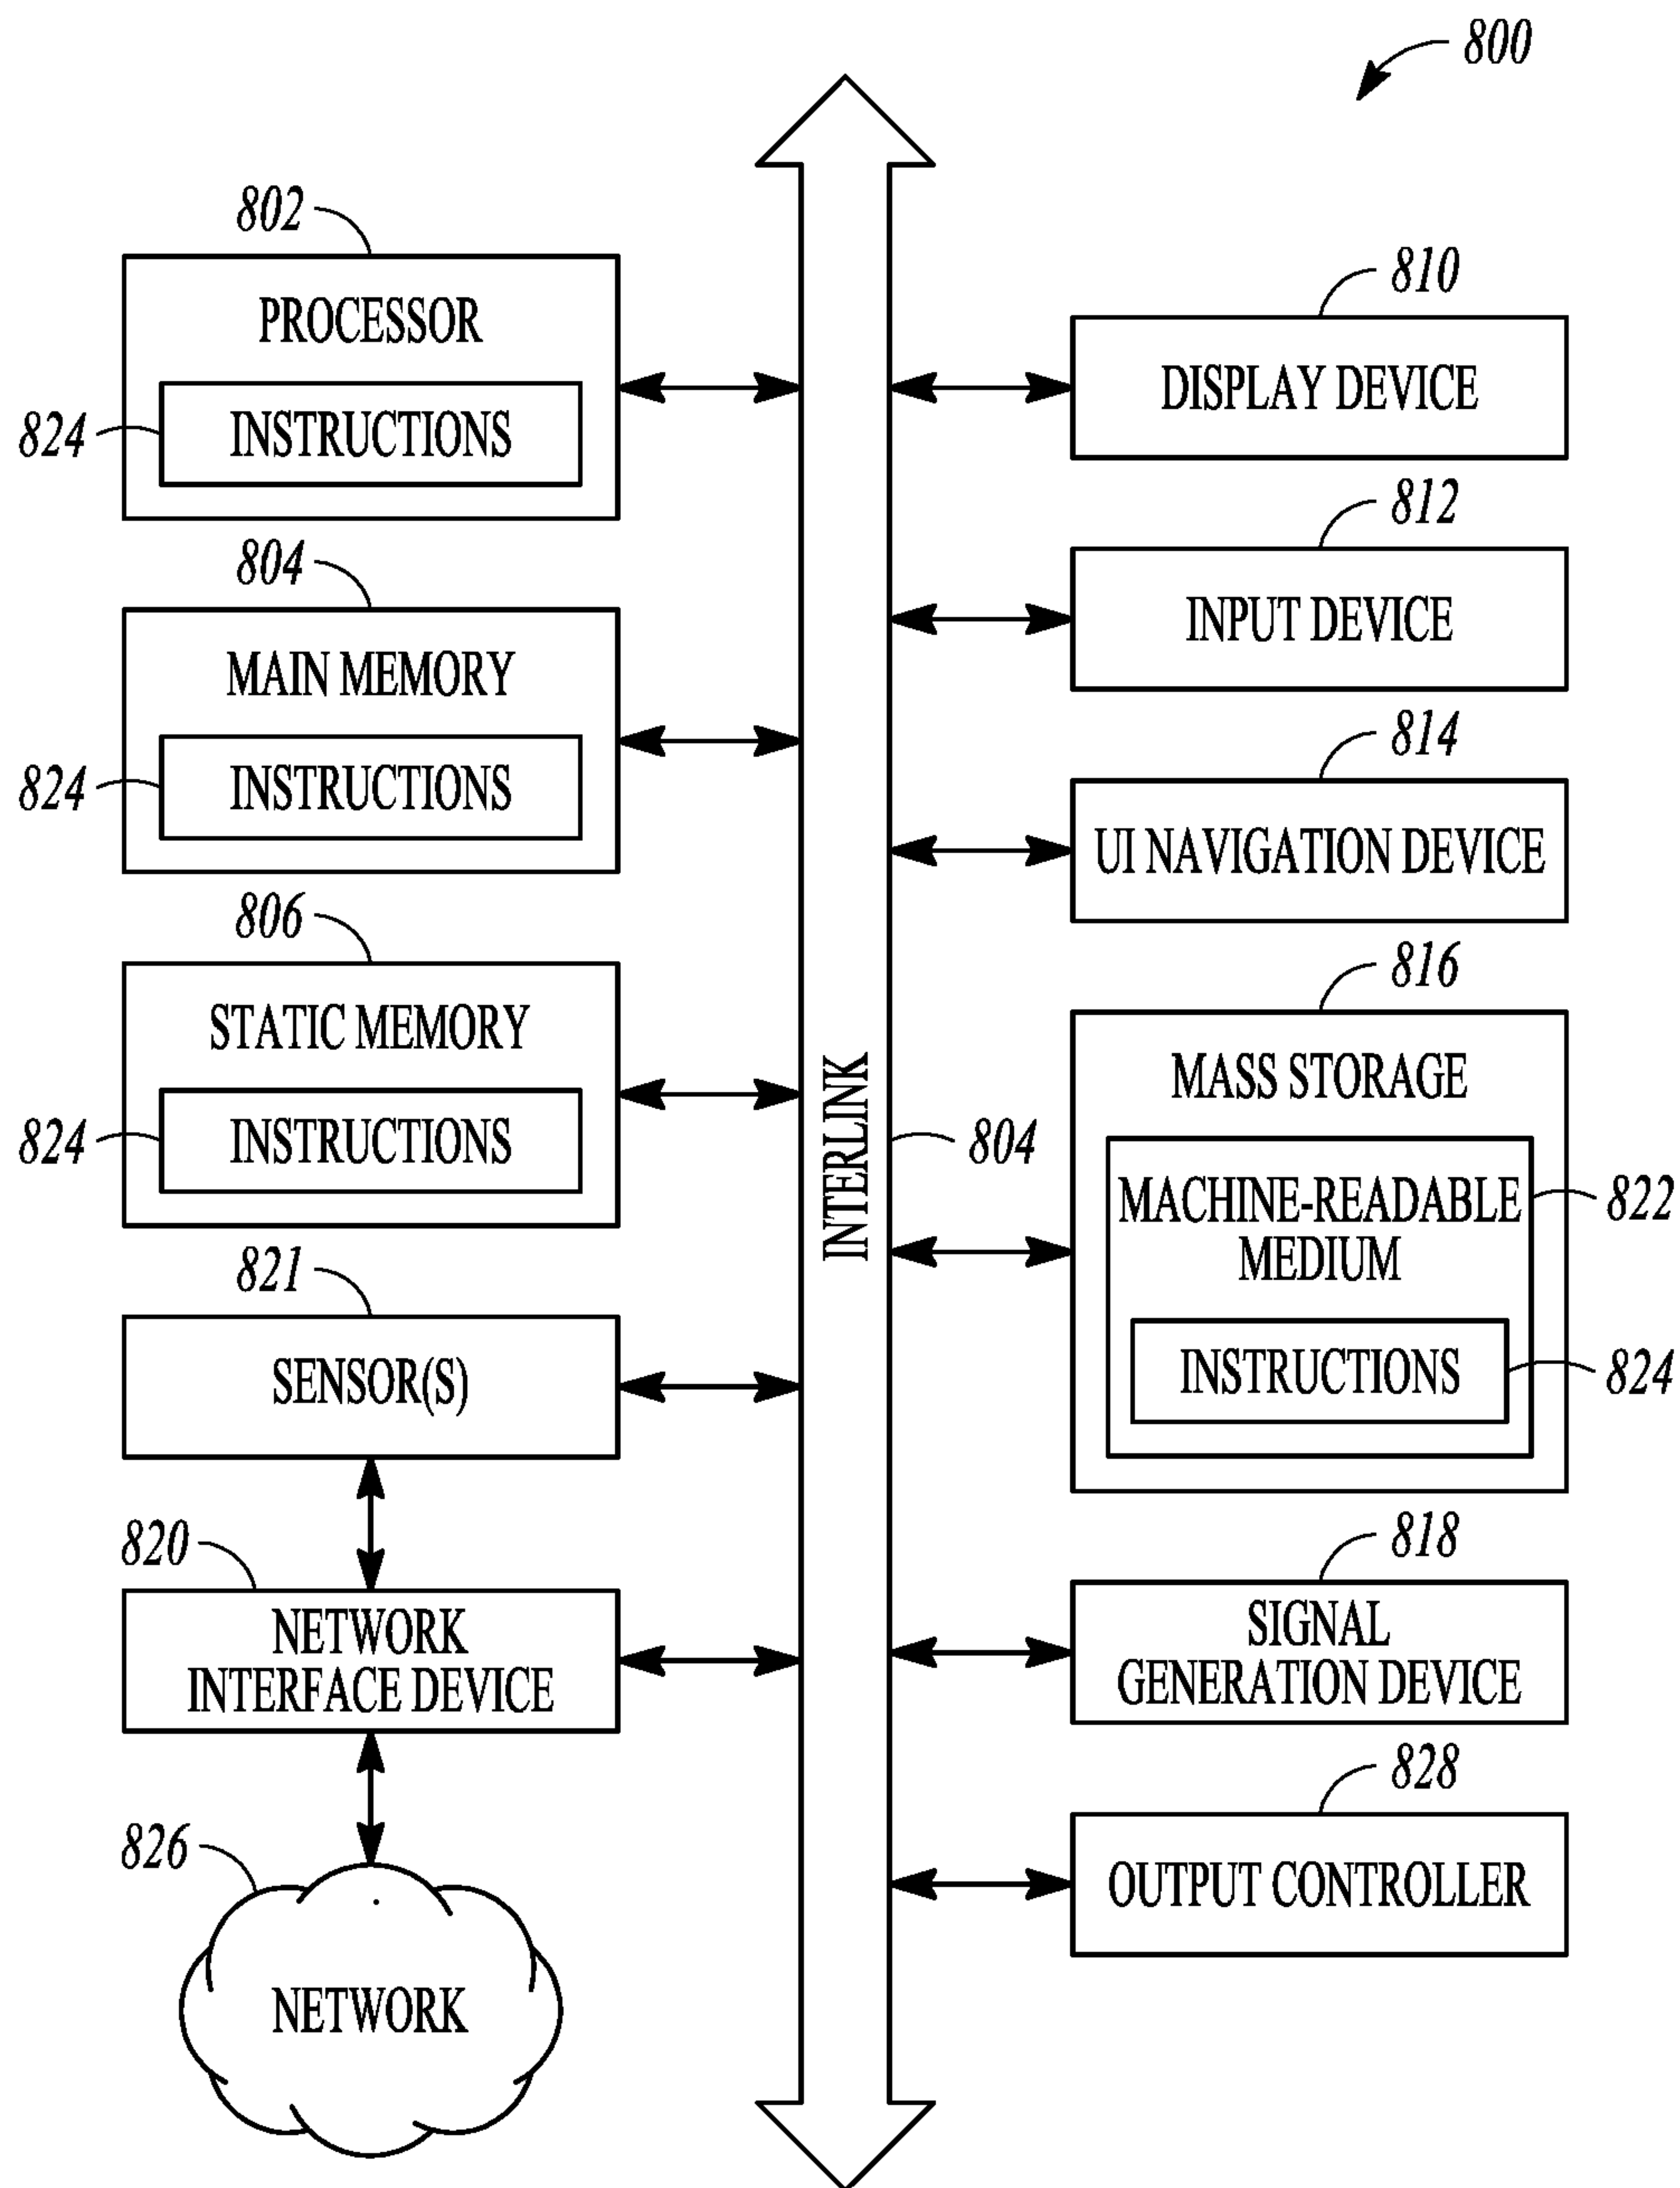 800
802
PROCESSOR
824
INSTRUCTIONS
804
MAIN MEMORY
824
INSTRUCTIONS
806
STATIC MEMORY
824
INSTRUCTIONS
821
SENSOR(S)
820
NETWORK
INTERFACE DEVICE
826
NETWORK
INTERLINK
804
810
DISPLAY DEVICE
812
INPUT DEVICE
814
UI NAVIGATION DEVICE
816
MASS STORAGE
MACHINE-READABLE
MEDIUM
822
INSTRUCTIONS
824
818
SIGNAL
GENERATION DEVICE
828
OUTPUT CONTROLLER